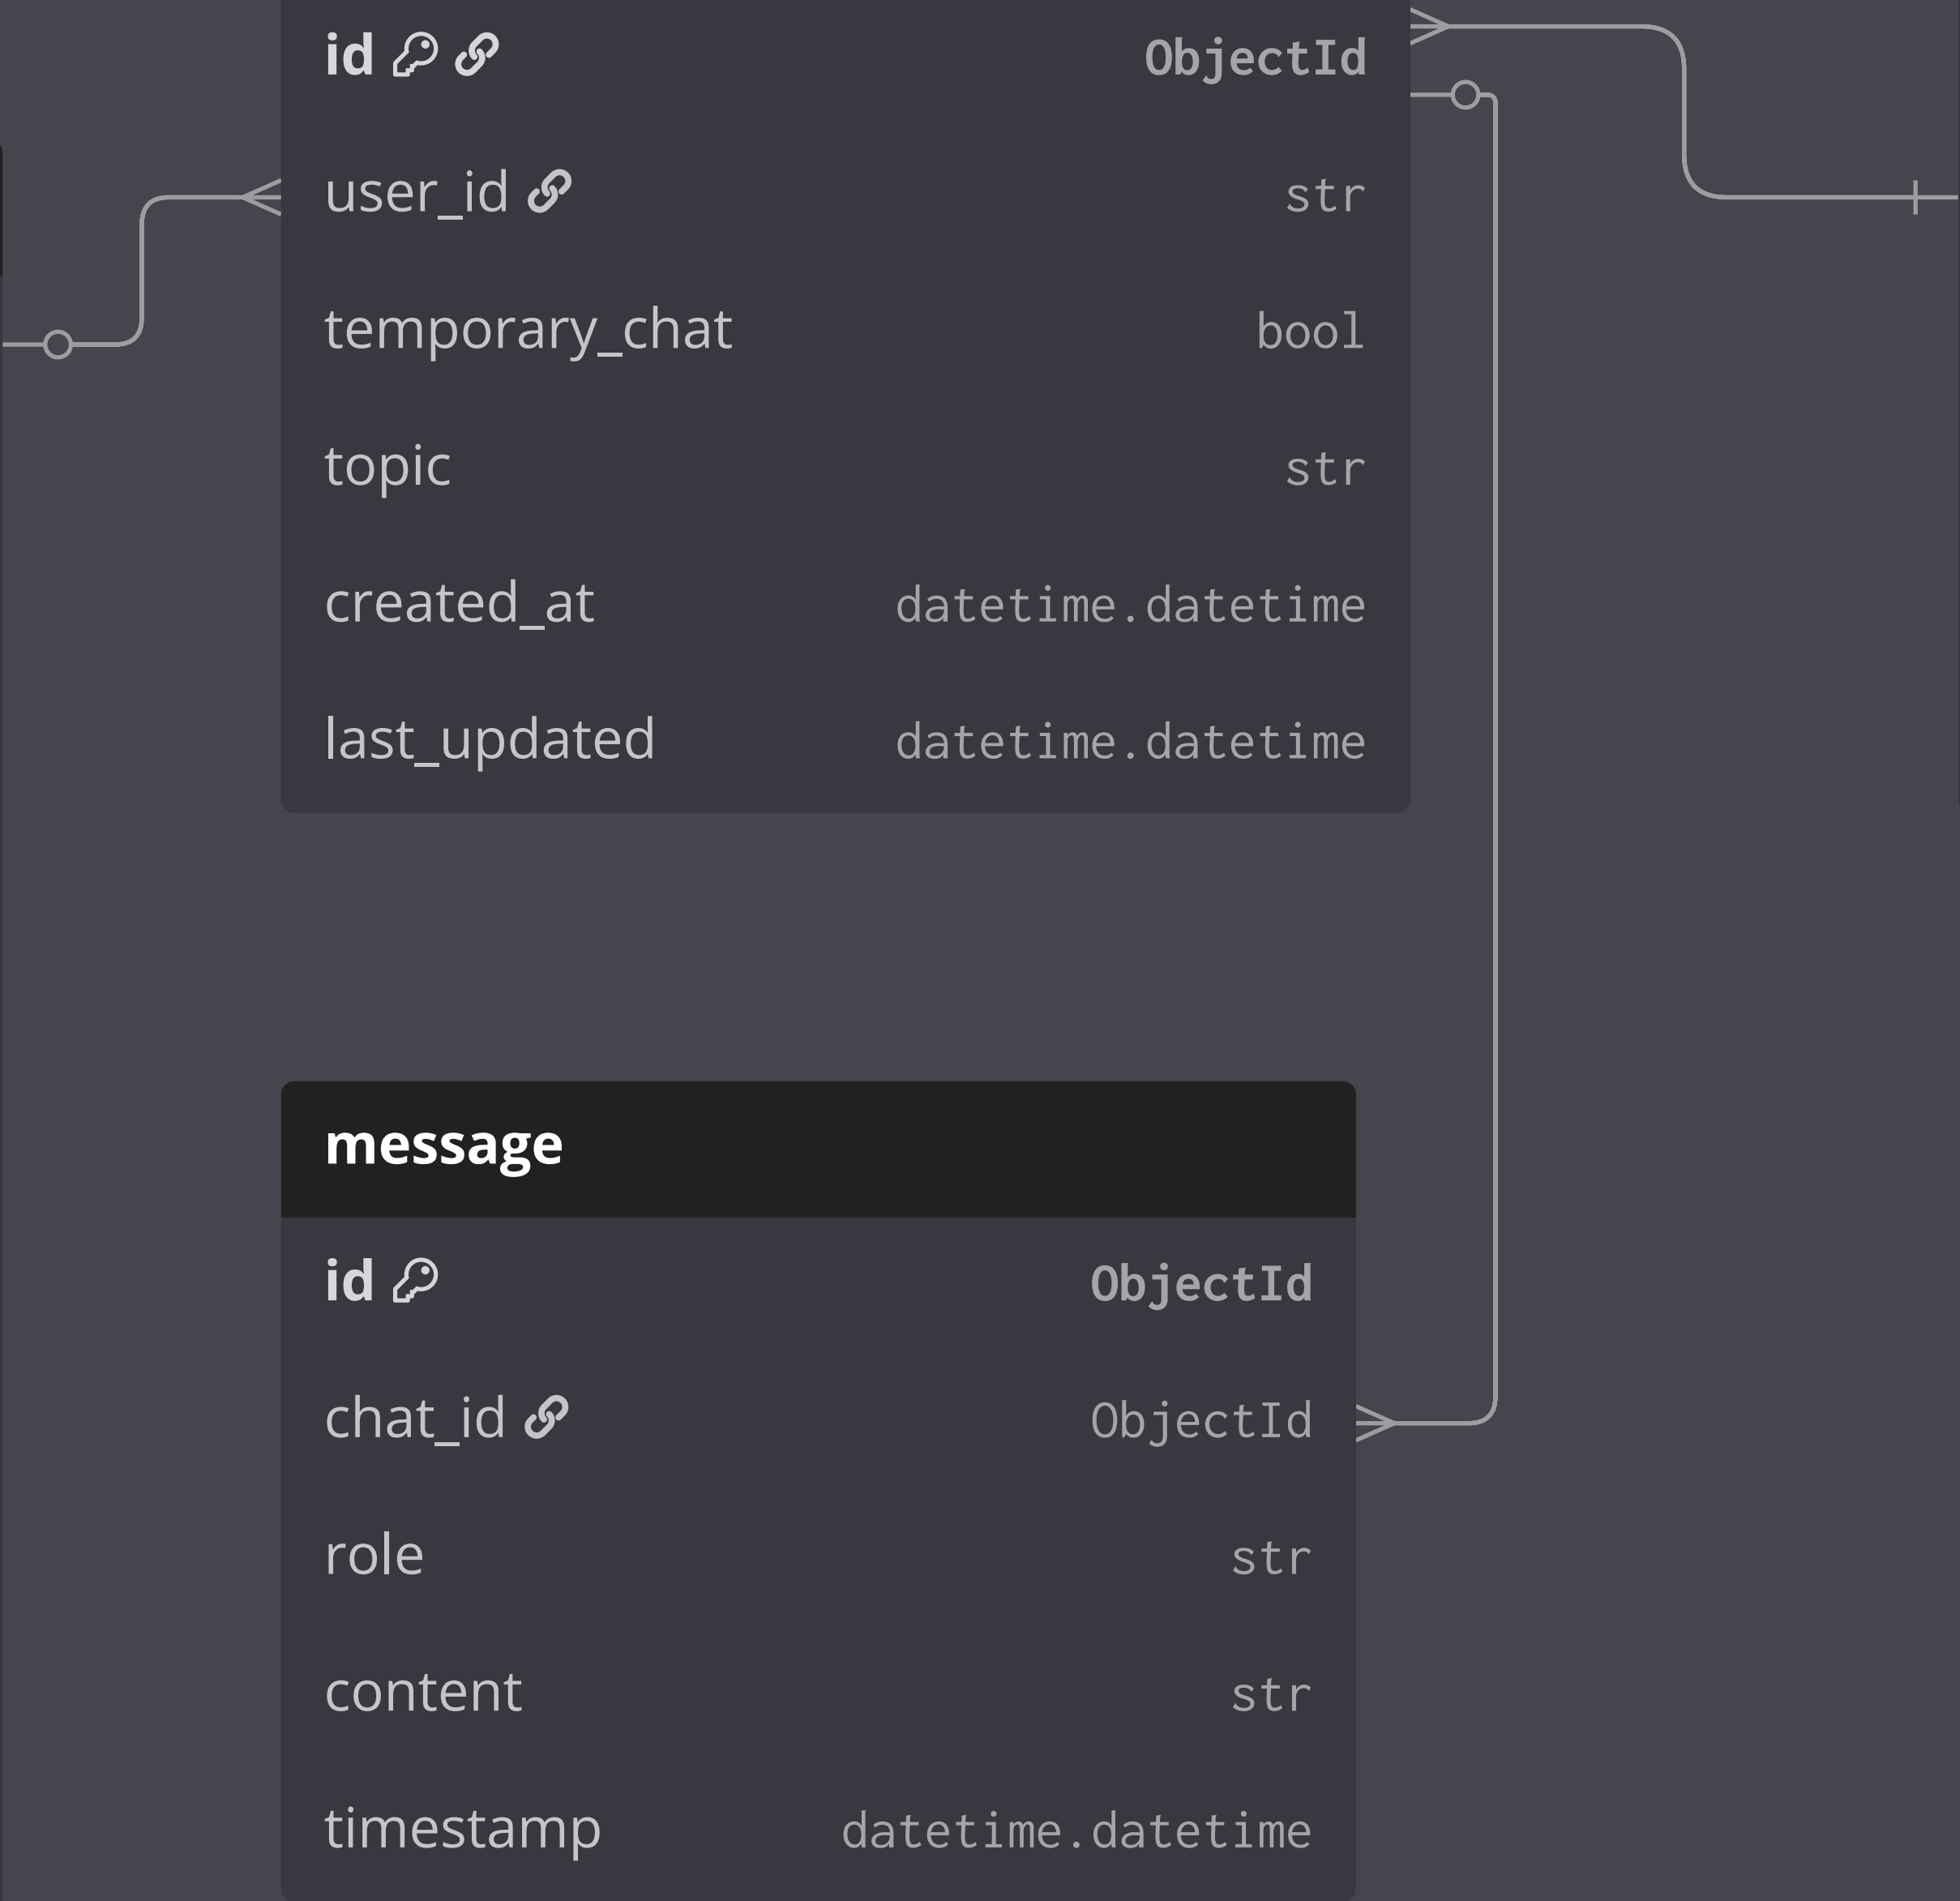 id ObjectId
user_id str
temporary_chat bool
topic str
created_at datetime.datetime
last_updated datetime.datetime
message
id ObjectId
chat_id ObjectId
role str
content str
timestamp datetime.datetime